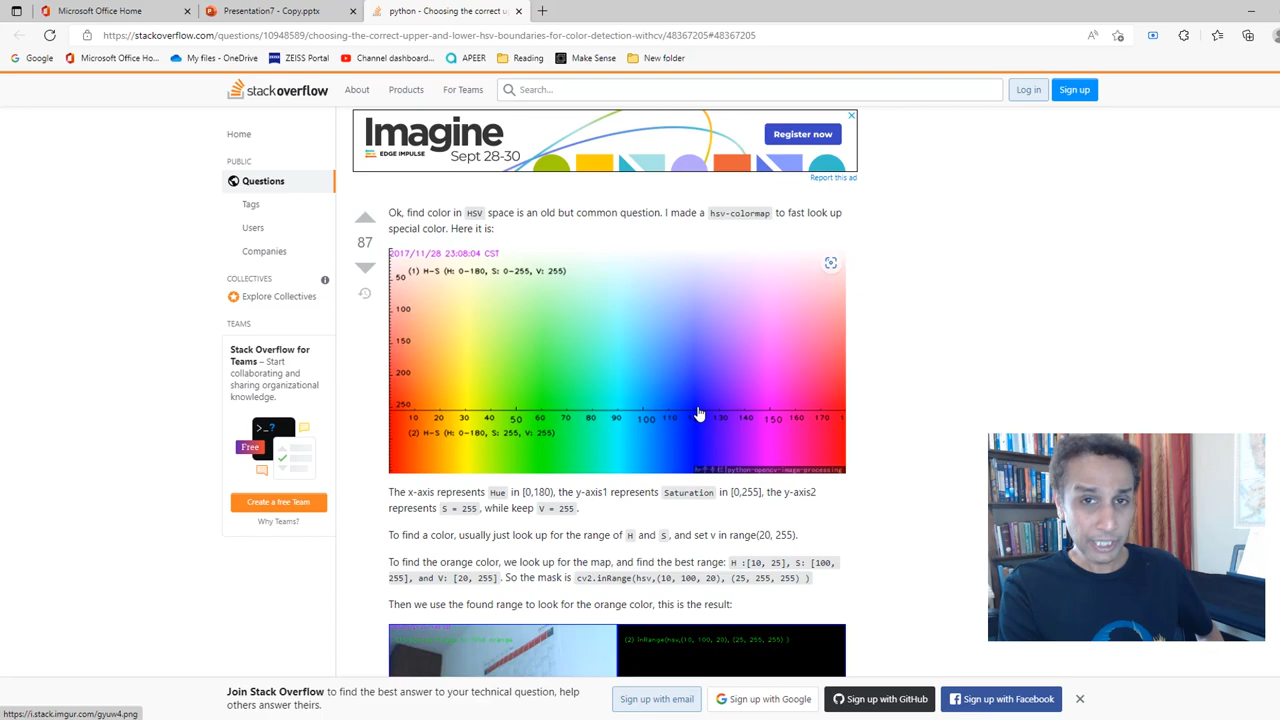 Microsoft Office Home
Presentation7 - Copy.pptx
python - Choosing the correct u
https://stackoverflow.com/questions/10948589/choosing-the-correct-upper-and-lower-hsv-boundaries-for-color-detection-withcv/48367205#48367205
Google
Microsoft Office Ho...
My files - OneDrive
ZEISS Portal
Channel dashboard...
APEER
Reading
Make Sense
New folder
stackoverflow
About
Products
For Teams
Search...
Log in
Sign up
Home
PUBLIC
Questions
Tags
Users
Companies
COLLECTIVES
Explore Collectives
TEAMS
Stack Overflow for
Teams – Start
collaborating and
sharing organizational
knowledge.
Free
Create a free Team
Why Teams?
Imagine
EDGE IMPULSE
Sept 28-30
Register now
Report this ad
87
Ok, find color in HSV space is an old but common question. I made a hsv-colormap to fast look up
special color. Here it is:
2017/11/28 23:08:04 CST
(1) H-S (H: 0-180, S: 0-255, V: 255)
50
100
150
200
250
10 20 30 40 50 60 70 80 90 100 110 130 140 150 160 170
(2) H-S (H: 0-180, S: 255, V: 255)
python-opencv-image-processing
The x-axis represents Hue in [0,180), the y-axis1 represents Saturation in [0,255], the y-axis2
represents S = 255, while keep V = 255.
To find a color, usually just look up for the range of H and S, and set v in range(20, 255).
To find the orange color, we look up for the map, and find the best range: H :[10, 25], S: [100,
255], and V: [20, 255]. So the mask is cv2.inRange(hsv,(10, 100, 20), (25, 255, 255) )
Then we use the found range to look for the orange color, this is the result:
(2) inRange(hsv,(10, 100, 20), (25, 255, 255) )
Join Stack Overflow to find the best answer to your technical question, help
others answer theirs.
Sign up with email
Sign up with Google
Sign up with GitHub
Sign up with Facebook
https://i.stack.imgur.com/gyuw4.png